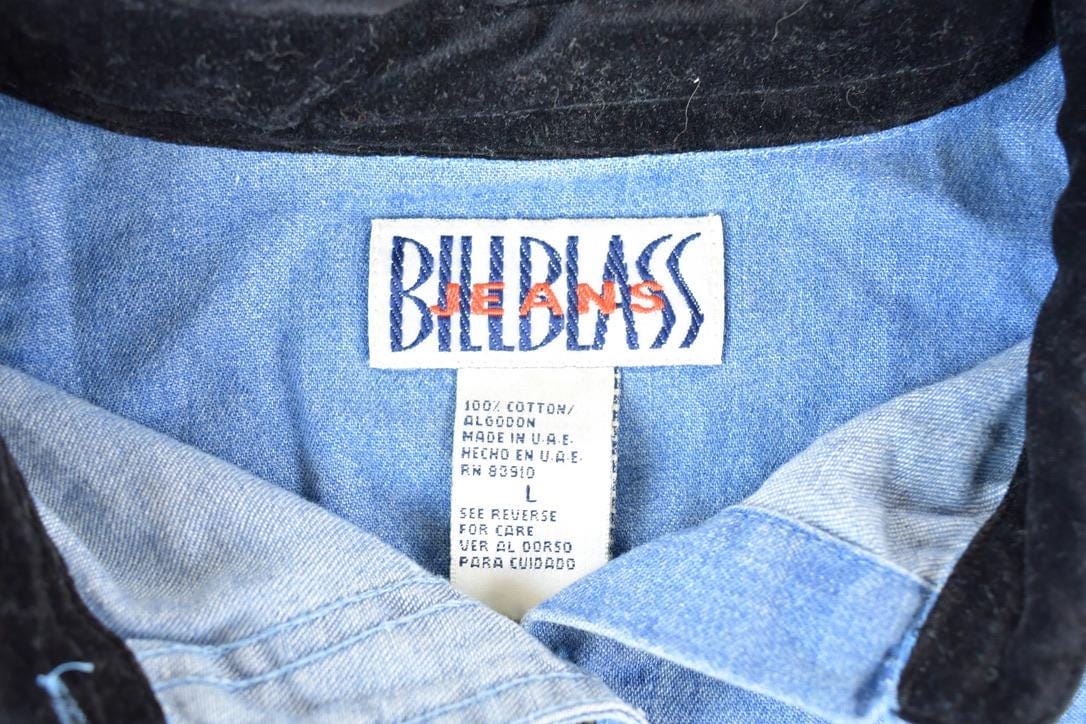 BILLBLASS
JEANS
100% COTTON/
ALGODON
MADE IN U.A.E.
HECHO EN U.A.E.
RN 83910
L
SEE REVERSE
FOR CARE
VER AL DORSO
PARA CUIDADO